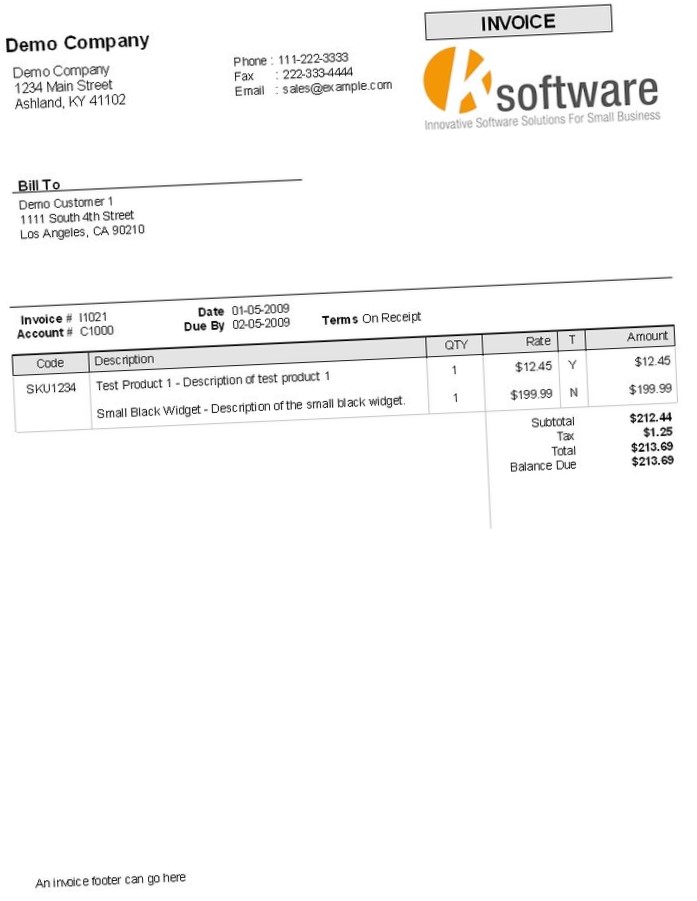 INVOICE
Demo Company
Demo Company
1234 Main Street
Ashland, KY 41102
Phone : 111-222-3333
Fax : 222-333-4444
Email : sales@example.com
Ksoftware
Innovative Software Solutions For Small Business
Bill To
Demo Customer 1
1111 South 4th Street
Los Angeles, CA 90210
Invoice # I1021 Date 01-05-2009
Account # C1000 Due By 02-05-2009 Terms On Receipt
Code Description QTY Rate T Amount
SKU1234 Test Product 1 - Description of test product 1 1 $12.45 Y $12.45
Small Black Widget - Description of the small black widget. 1 $199.99 N $199.99
Subtotal $212.44
Tax $1.25
Total $213.69
Balance Due $213.69
An invoice footer can go here